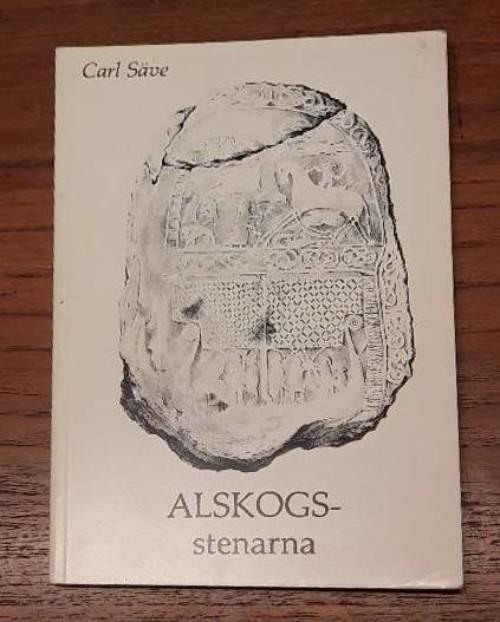 Carl Säve
ALSKOGS-
stenarna